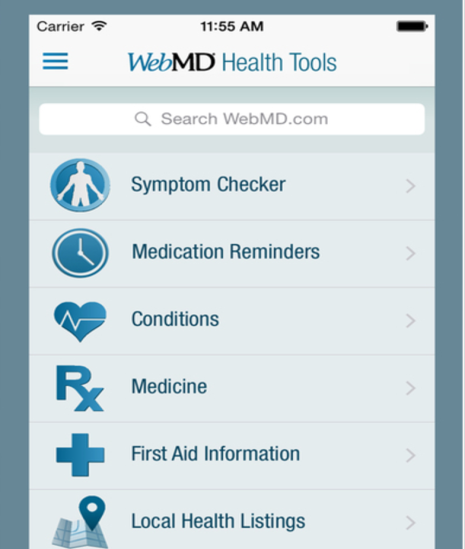 Carrier 11:55 AM
WebMD Health Tools
Search WebMD.com
Symptom Checker
Medication Reminders
Conditions
Rx Medicine
First Aid Information
Local Health Listings